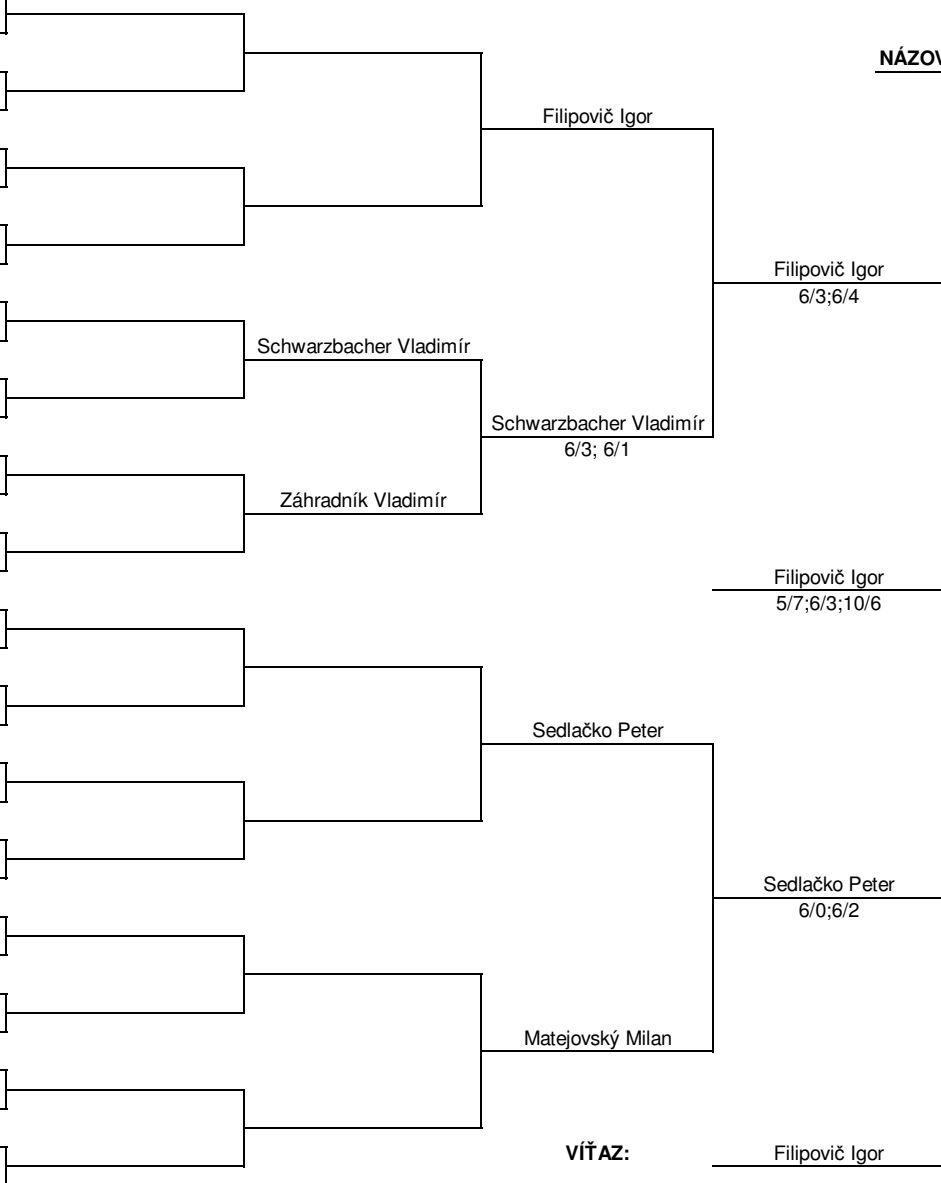 NÁZOV
Filipovič Igor
Filipovič Igor
6/3;6/4
Schwarzbacher Vladimír
Schwarzbacher Vladimír
6/3; 6/1
Záhradník Vladimír
Filipovič Igor
5/7;6/3;10/6
Sedlačko Peter
Sedlačko Peter
6/0;6/2
Matejovský Milan
VÍŤAZ: Filipovič Igor